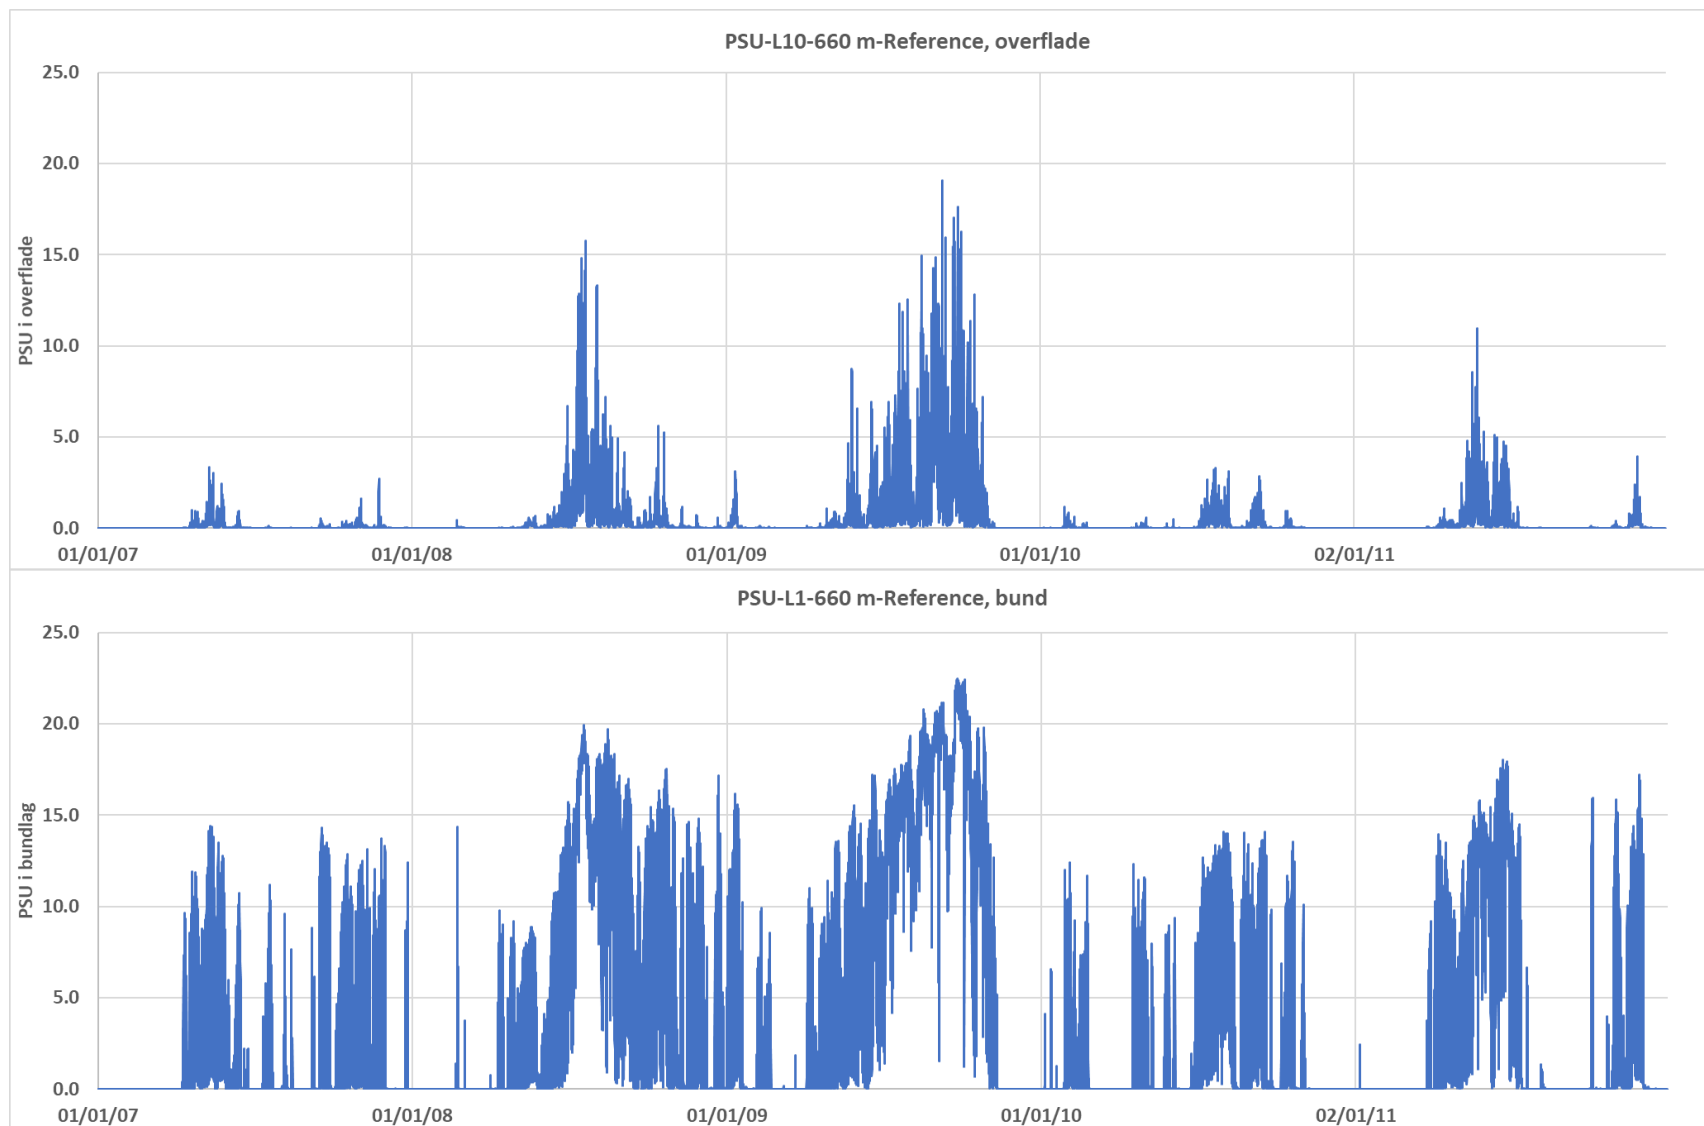 PSU-L10-660 m-Reference, overflade
25.0
20.0
15.0
10.0
5.0
0.0
PSU i overflade
01/01/07 01/01/08 01/01/09 01/01/10 02/01/11
PSU-L1-660 m-Reference, bund
25.0
20.0
15.0
10.0
5.0
0.0
PSU i bundlag
01/01/07 01/01/08 01/01/09 01/01/10 02/01/11